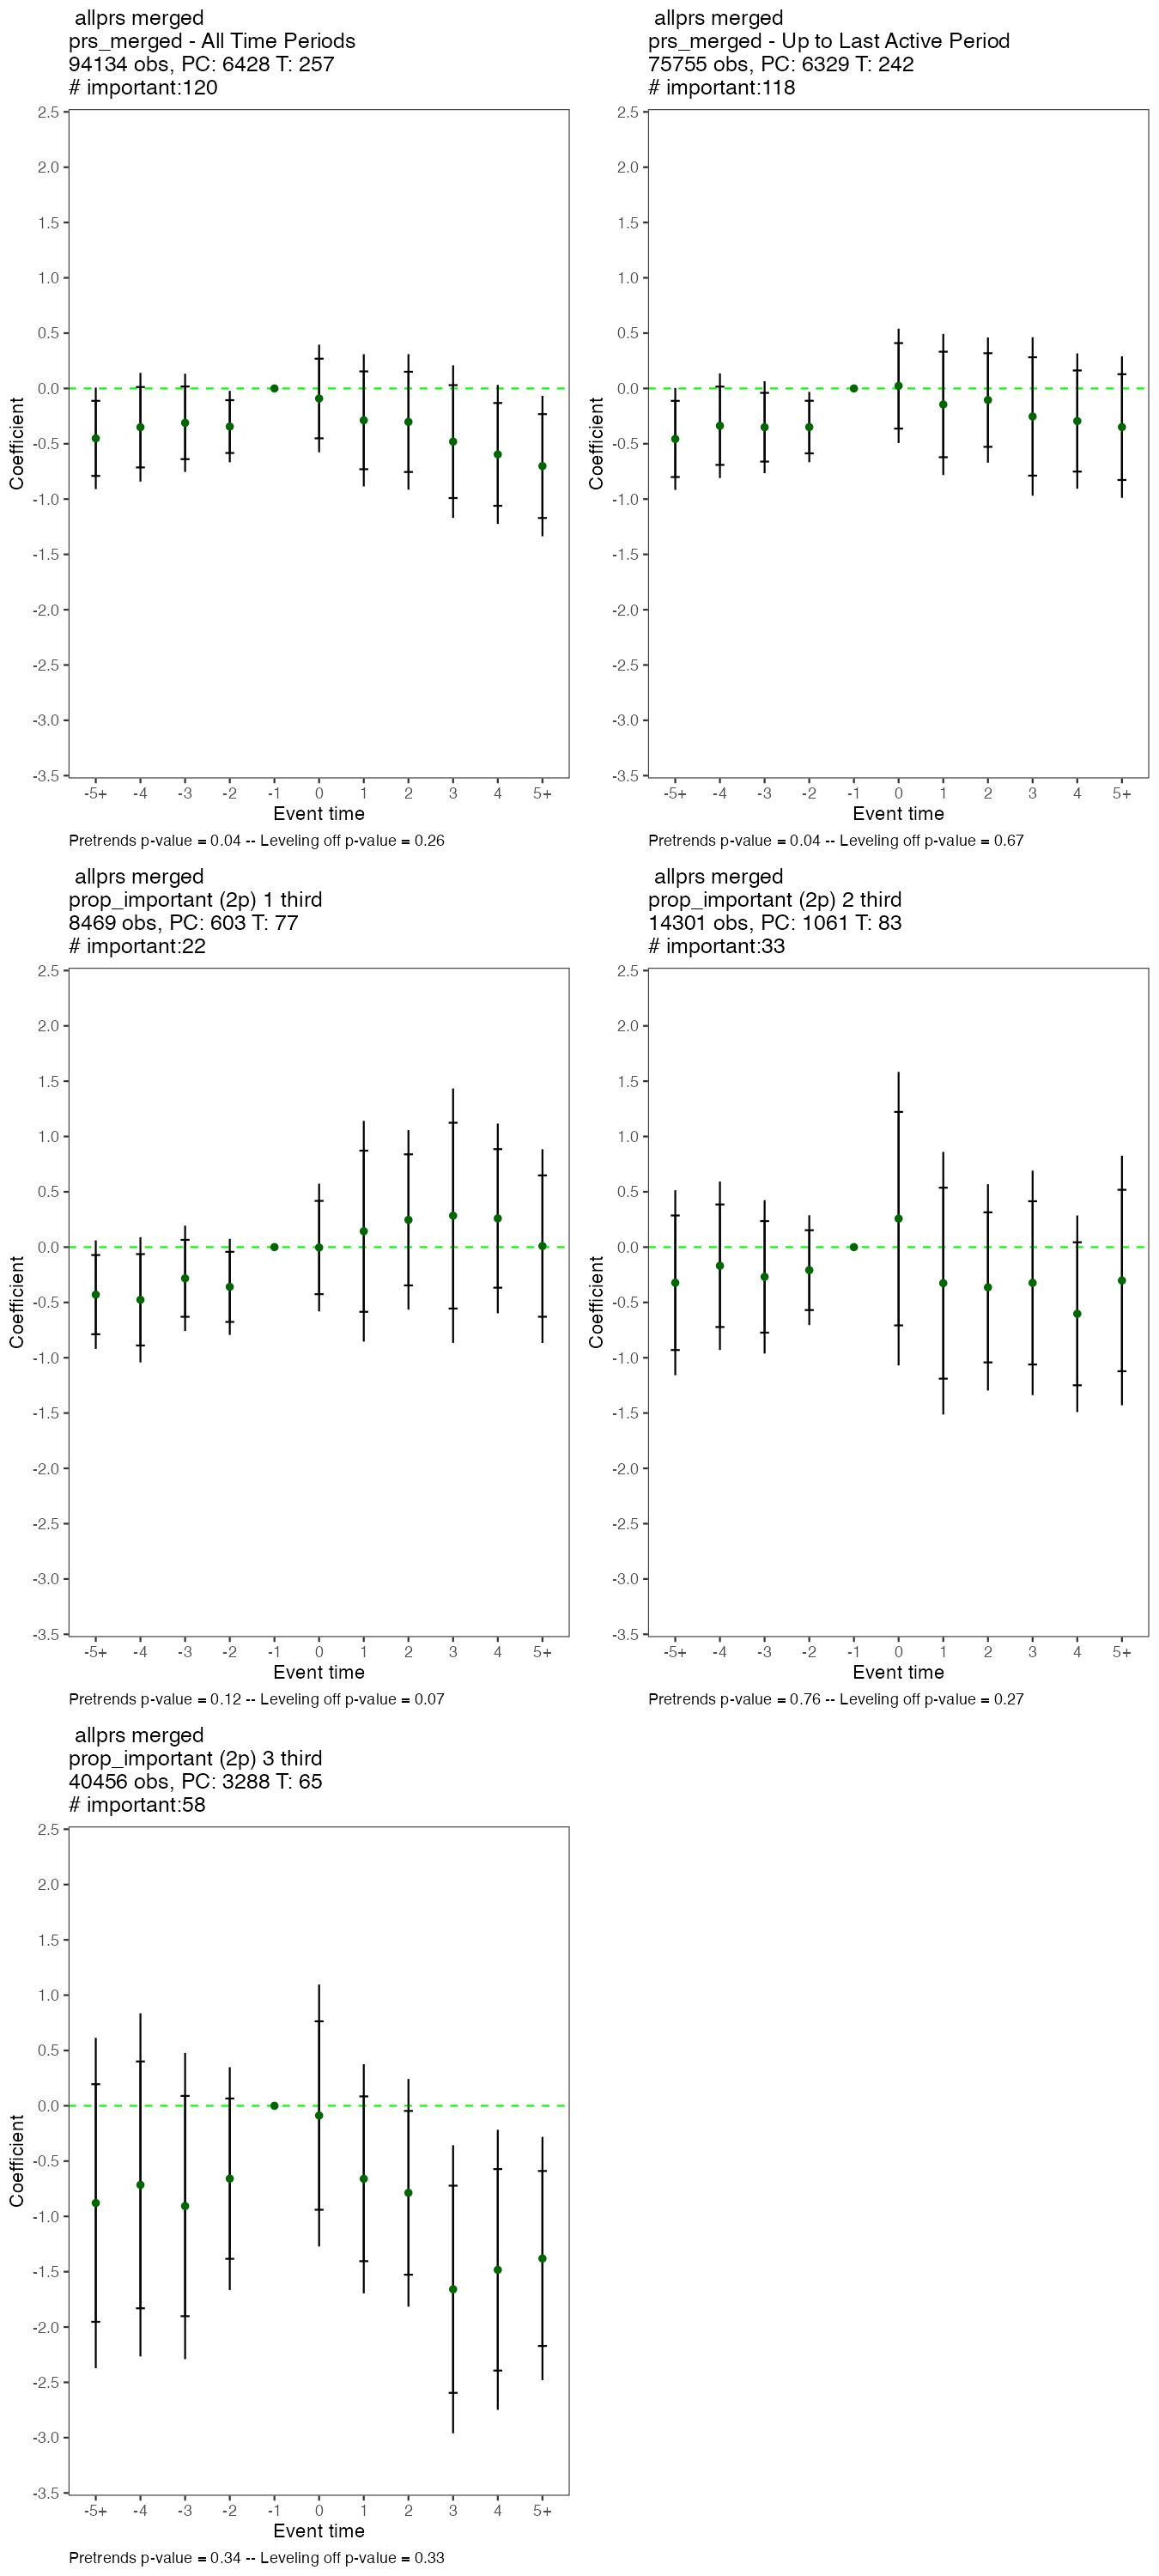 allprs merged
prs_merged - All Time Periods
94134 obs, PC: 6428 T: 257
# important:120
2.5
2.0
1.5
1.0
0.5
0.0
-0.5
-1.0
-1.5
-2.0
-2.5
-3.0
-3.5
Coefficient
-5+ -4 -3 -2 -1 0 1 2 3 4 5+
Event time
Pretrends p-value = 0.04 -- Leveling off p-value = 0.26
allprs merged
prs_merged - Up to Last Active Period
75755 obs, PC: 6329 T: 242
# important:118
2.5
2.0
1.5
1.0
0.5
0.0
-0.5
-1.0
-1.5
-2.0
-2.5
-3.0
-3.5
Coefficient
-5+ -4 -3 -2 -1 0 1 2 3 4 5+
Event time
Pretrends p-value = 0.04 -- Leveling off p-value = 0.67
allprs merged
prop_important (2p) 1 third
8469 obs, PC: 603 T: 77
# important:22
2.5
2.0
1.5
1.0
0.5
0.0
-0.5
-1.0
-1.5
-2.0
-2.5
-3.0
-3.5
Coefficient
-5+ -4 -3 -2 -1 0 1 2 3 4 5+
Event time
Pretrends p-value = 0.12 -- Leveling off p-value = 0.07
allprs merged
prop_important (2p) 2 third
14301 obs, PC: 1061 T: 83
# important:33
2.5
2.0
1.5
1.0
0.5
0.0
-0.5
-1.0
-1.5
-2.0
-2.5
-3.0
-3.5
Coefficient
-5+ -4 -3 -2 -1 0 1 2 3 4 5+
Event time
Pretrends p-value = 0.76 -- Leveling off p-value = 0.27
allprs merged
prop_important (2p) 3 third
40456 obs, PC: 3288 T: 65
# important:58
2.5
2.0
1.5
1.0
0.5
0.0
-0.5
-1.0
-1.5
-2.0
-2.5
-3.0
-3.5
Coefficient
-5+ -4 -3 -2 -1 0 1 2 3 4 5+
Event time
Pretrends p-value = 0.34 -- Leveling off p-value = 0.33